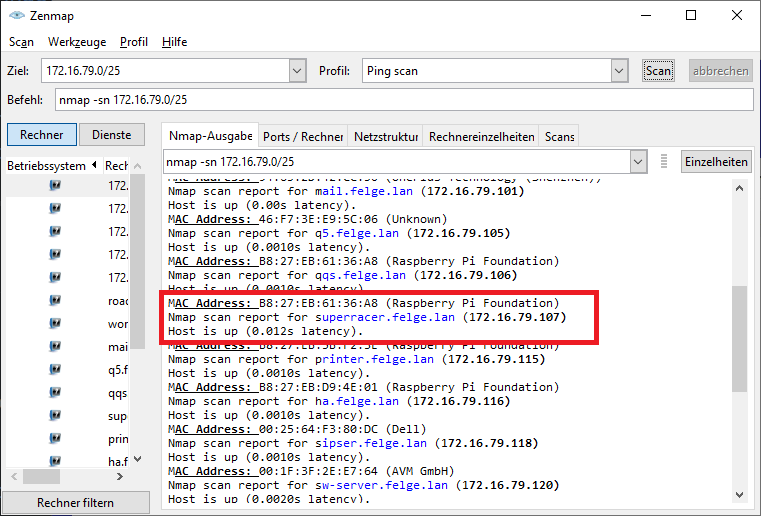 Zenmap
Scan Werkzeuge Profil Hilfe
Ziel: 172.16.79.0/25 Profil: Ping scan Scan abbrechen
Befehl: nmap -sn 172.16.79.0/25
Rechner Dienste
Nmap-Ausgabe Ports / Rechner Netzstruktur Rechnereinzelheiten Scans
Betriebssystem Rech
172.
172.
172.
172.
172.
road
wor
mail
q5.f
qqs
sup
prin
ha.f
Rechner filtern
nmap -sn 172.16.79.0/25 Einzelheiten
Nmap scan report for mail.felge.lan (172.16.79.101)
Host is up (0.00s latency).
MAC Address: 46:F7:3E:E9:5C:06 (Unknown)
Nmap scan report for q5.felge.lan (172.16.79.105)
Host is up (0.0010s latency).
MAC Address: B8:27:EB:61:36:A8 (Raspberry Pi Foundation)
Nmap scan report for qqs.felge.lan (172.16.79.106)
Host is up (0.0010s latency).
MAC Address: B8:27:EB:61:36:A8 (Raspberry Pi Foundation)
Nmap scan report for superracer.felge.lan (172.16.79.107)
Host is up (0.012s latency).
MAC Address: (Raspberry Pi Foundation)
Nmap scan report for printer.felge.lan (172.16.79.115)
Host is up (0.0010s latency).
MAC Address: B8:27:EB:D9:4E:01 (Raspberry Pi Foundation)
Nmap scan report for ha.felge.lan (172.16.79.116)
Host is up (0.0010s latency).
MAC Address: 00:25:64:F3:80:DC (Dell)
Nmap scan report for sipser.felge.lan (172.16.79.118)
Host is up (0.0010s latency).
MAC Address: 00:1F:3F:2E:E7:64 (AVM GmbH)
Nmap scan report for sw-server.felge.lan (172.16.79.120)
Host is up (0.0020s latency).